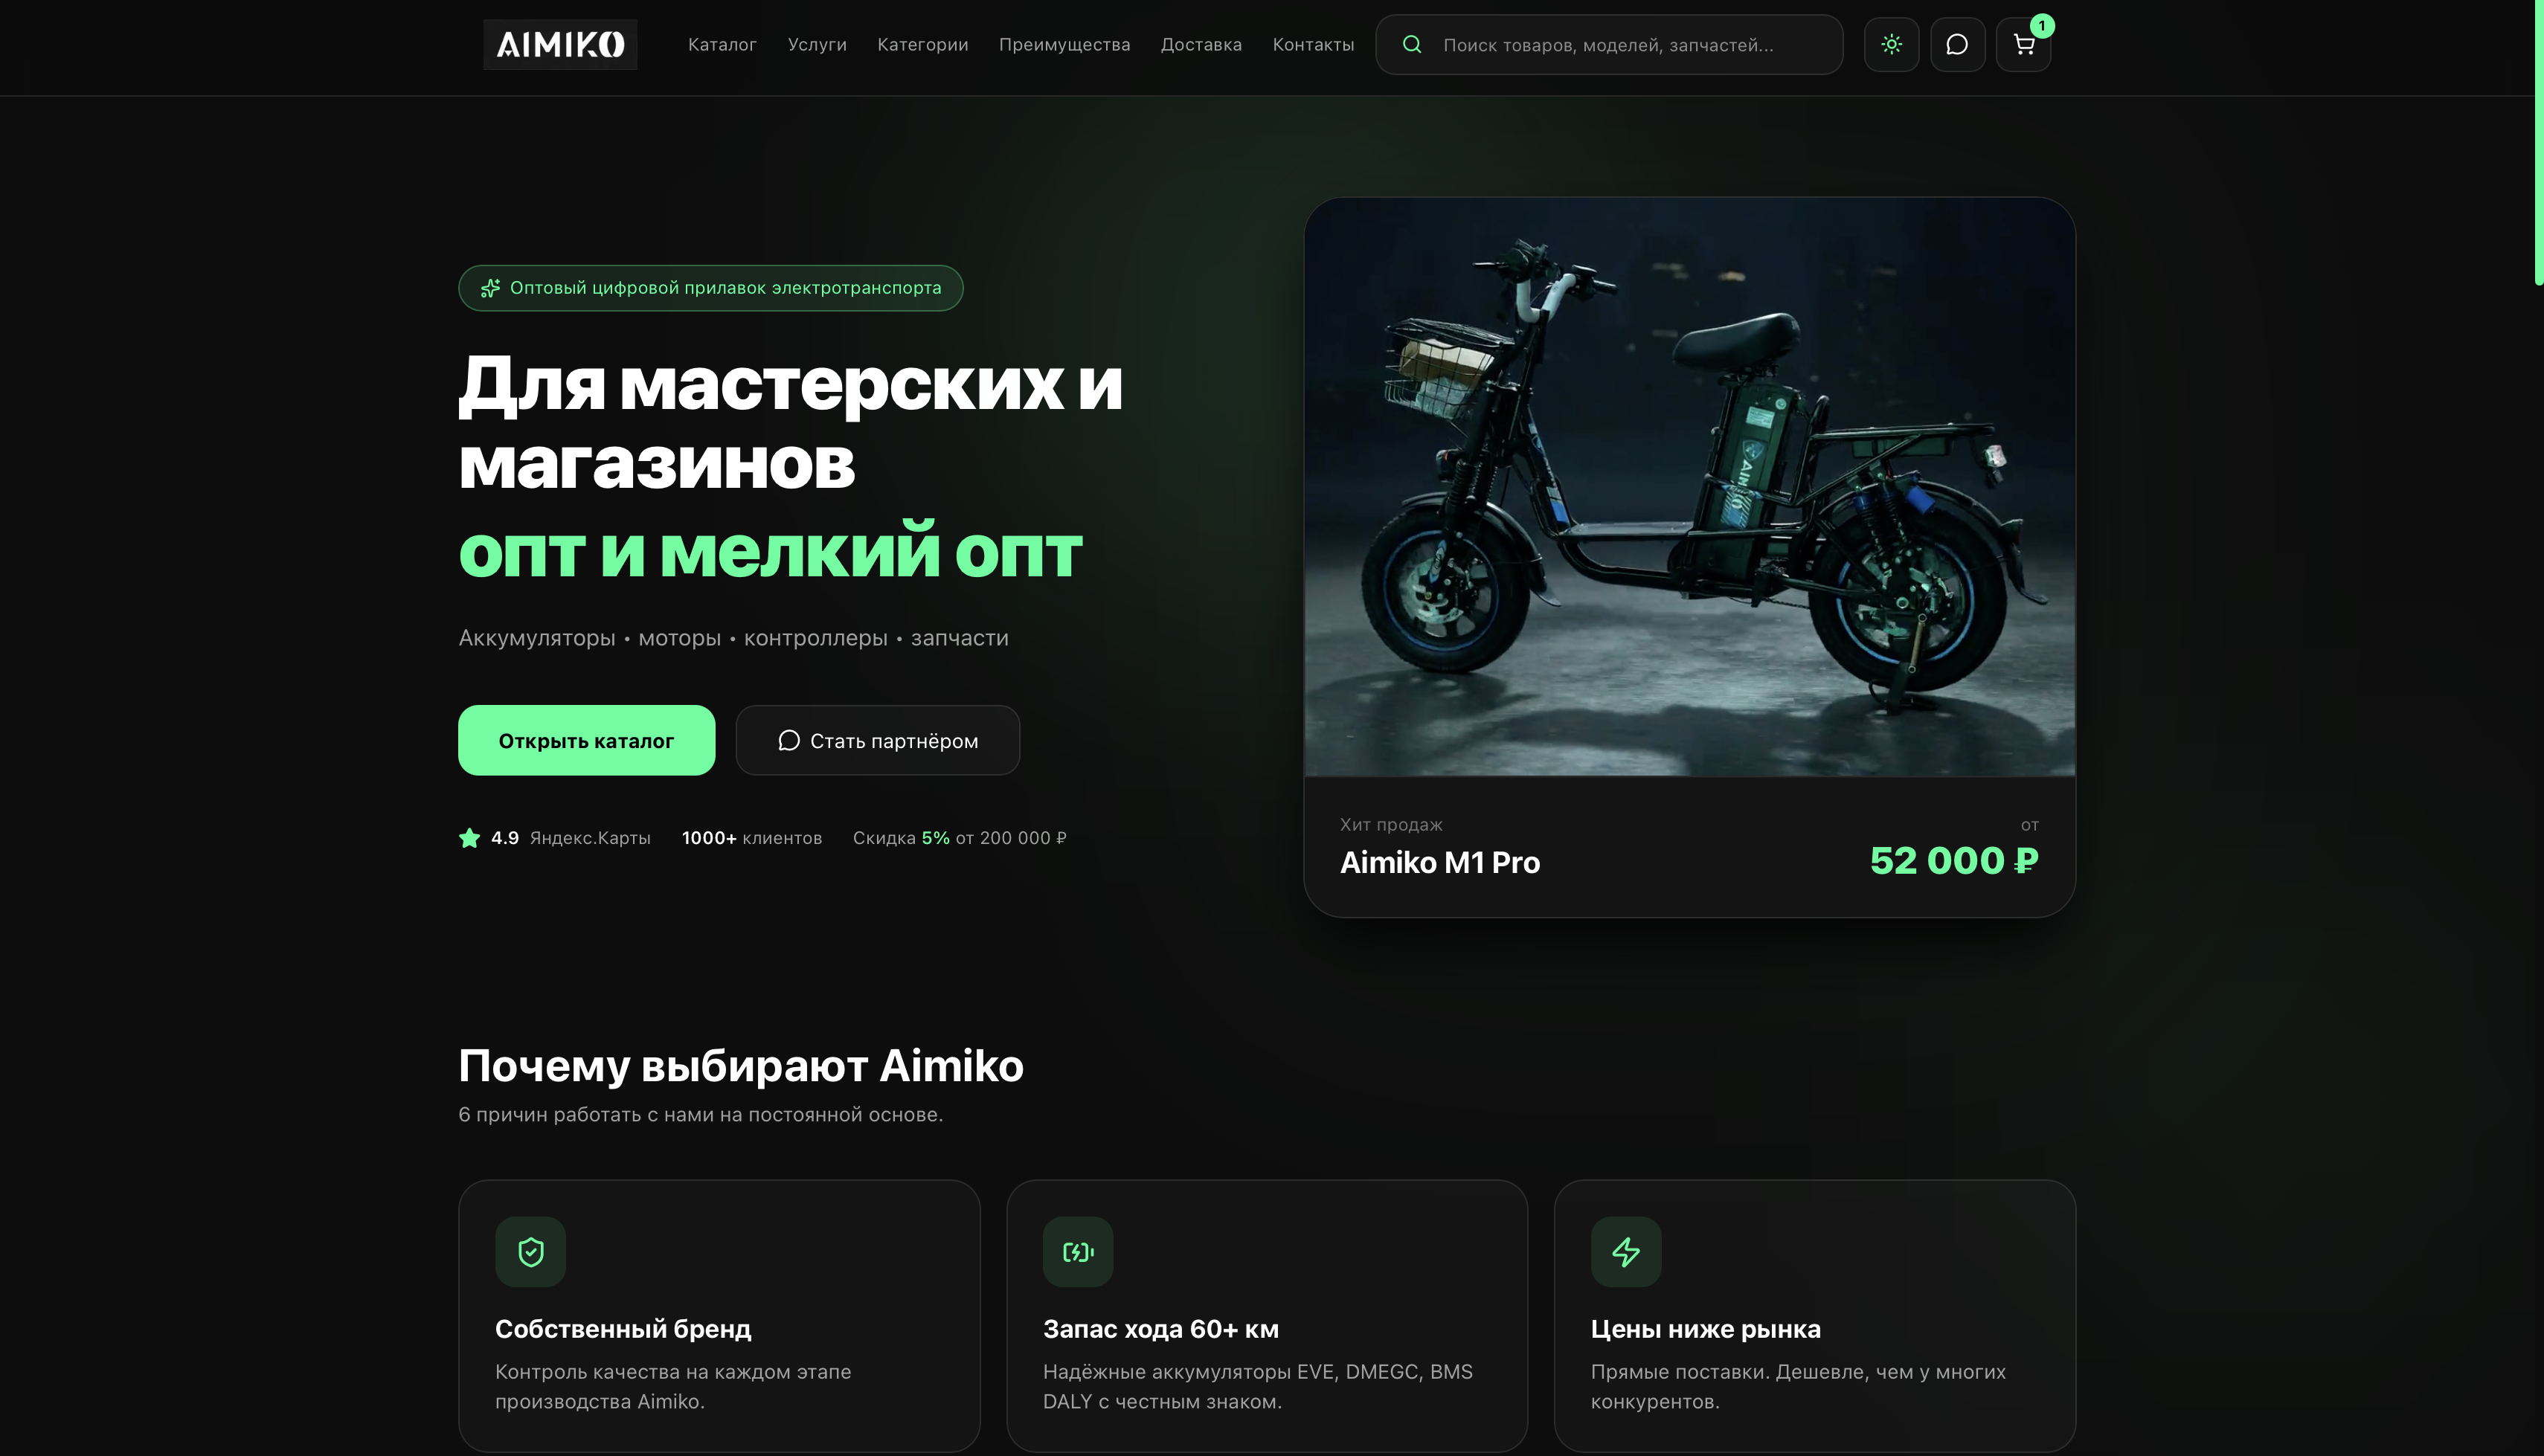 AIMIKO
Каталог
Услуги
Категории
Преимущества
Доставка
Контакты
Поиск товаров, моделей, запчастей...
1
Оптовый цифровой прилавок электротранспорта
Для мастерских и
магазинов
опт и мелкий опт
Аккумуляторы • моторы • контроллеры • запчасти
Открыть каталог
Стать партнёром
4.9 Яндекс.Карты
1000+ клиентов
Скидка 5% от 200 000 ₽
Хит продаж
Aimiko M1 Pro
от
52 000 ₽
Почему выбирают Aimiko
6 причин работать с нами на постоянной основе.
Собственный бренд
Контроль качества на каждом этапе
производства Aimiko.
Запас хода 60+ км
Надёжные аккумуляторы EVE, DMEGC, BMS
DALY с честным знаком.
Цены ниже рынка
Прямые поставки. Дешевле, чем у многих
конкурентов.